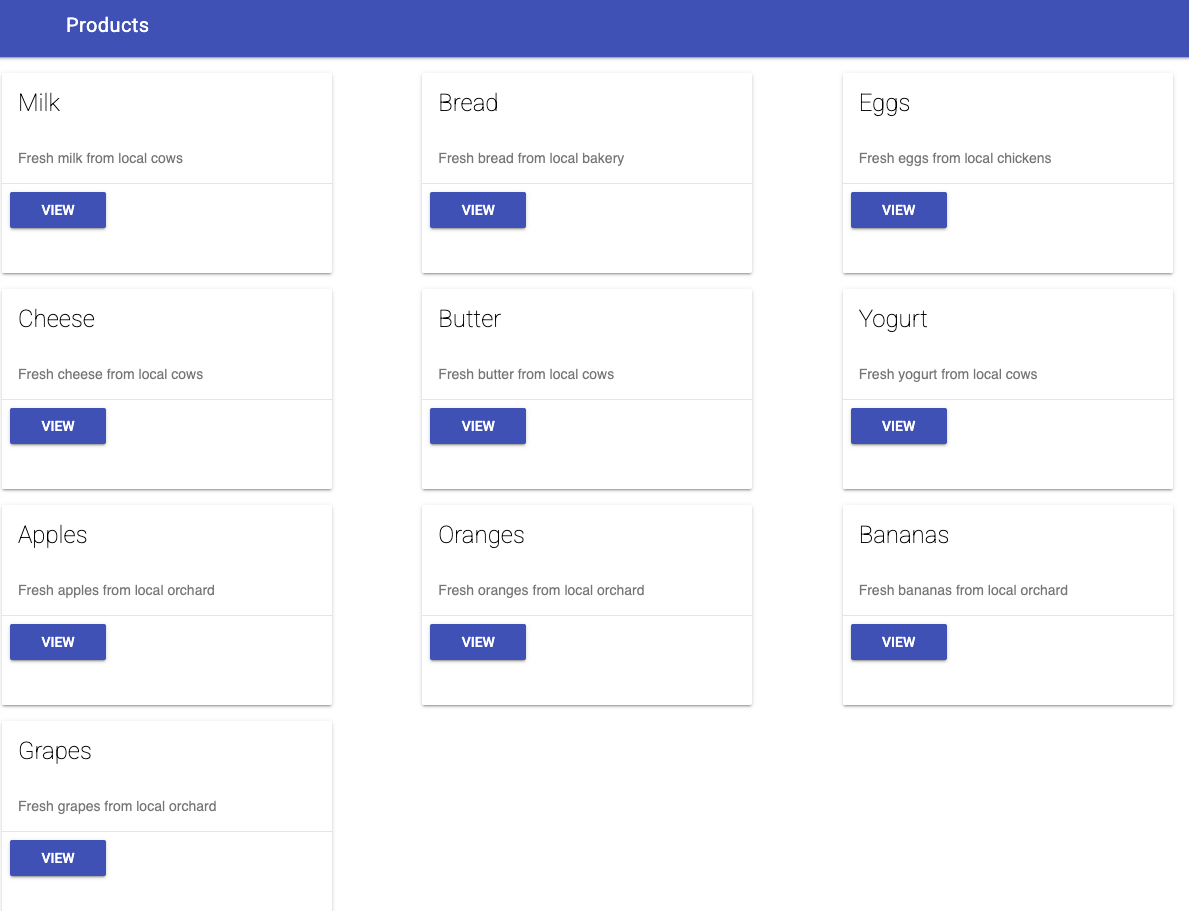 Products
Milk
Fresh milk from local cows
VIEW
Bread
Fresh bread from local bakery
VIEW
Eggs
Fresh eggs from local chickens
VIEW
Cheese
Fresh cheese from local cows
VIEW
Butter
Fresh butter from local cows
VIEW
Yogurt
Fresh yogurt from local cows
VIEW
Apples
Fresh apples from local orchard
VIEW
Oranges
Fresh oranges from local orchard
VIEW
Bananas
Fresh bananas from local orchard
VIEW
Grapes
Fresh grapes from local orchard
VIEW